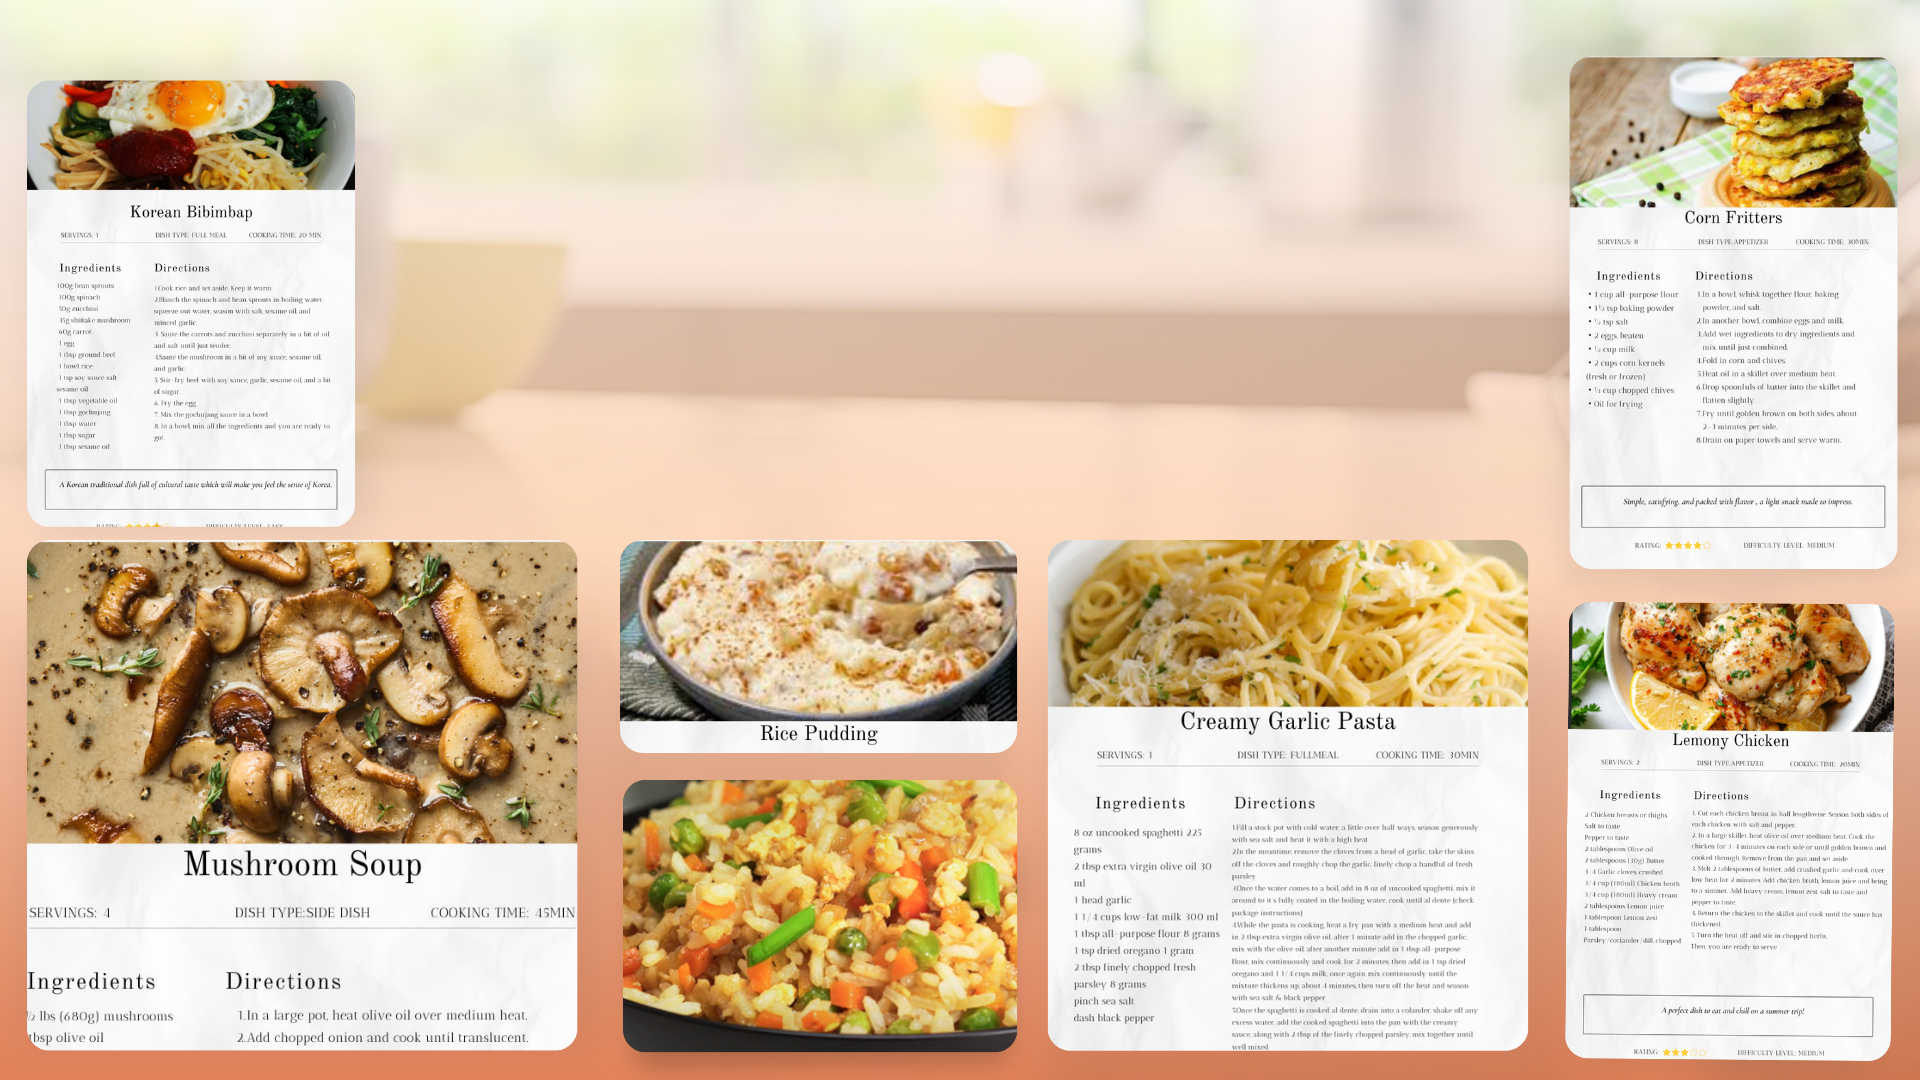 Korean Bibimbap
SERVINGS: 1 DISH TYPE: FULL MEAL COOKING TIME: 20 MIN
Ingredients
100g bean sprouts
100g spinach
50g zucchini
35g shiitake mushroom
60g carrot
1 egg
1 tbsp ground beef
1 bowl rice
1 tsp soy sauce salt
sesame oil
1 tbsp vegetable oil
1 tbsp gochujang
1 tbsp water
1 tbsp sugar
1 tbsp sesame oil
Directions
1.Cook rice and set aside. Keep it warm.
2.Blanch the spinach and bean sprouts in boiling water,
squeeze out water, season with salt, sesame oil, and
minced garlic.
3. Saute the carrots and zucchini separately in a bit of oil
and salt until just tender.
4.Saute the mushroom in a bit of soy sauce, sesame oil,
and garlic.
5. Stir-fry beef with soy sauce, garlic, sesame oil, and a bit
of sugar.
6. Fry the egg
7. Mix the gochujang sauce in a bowl
8. In a bowl, min all the ingredients and you are ready to
go!.
A Korean traditional dish full of cultural taste which will make you feel the sense of Korea.
RATING: DIFFICULTY LEVEL: EASY
Corn Fritters
SERVINGS: 8 DISH TYPE:APPETIZER COOKING TIME: 30MIN
Ingredients
• 1 cup all-purpose flour
• 1½ tsp baking powder
• ½ tsp salt
• 2 eggs, beaten
• ½ cup milk
• 2 cups corn kernels
(fresh or frozen)
• ¼ cup chopped chives
• Oil for frying
Directions
1.In a bowl, whisk together flour, baking
powder, and salt.
2.In another bowl, combine eggs and milk.
3.Add wet ingredients to dry ingredients and
mix until just combined.
4.Fold in corn and chives.
5.Heat oil in a skillet over medium heat.
6.Drop spoonfuls of batter into the skillet and
flatten slightly.
7.Fry until golden brown on both sides, about
2-3 minutes per side.
8.Drain on paper towels and serve warm.
Simple, satisfying, and packed with flavor , a light snack made to impress.
RATING: DIFFICULTY LEVEL: MEDIUM
Mushroom Soup
SERVINGS: 4 DISH TYPE:SIDE DISH COOKING TIME: 45MIN
Ingredients
½ lbs (680g) mushrooms
tbsp olive oil
Directions
1.In a large pot, heat olive oil over medium heat.
2.Add chopped onion and cook until translucent.
Rice Pudding
Creamy Garlic Pasta
SERVINGS: 1 DISH TYPE: FULLMEAL COOKING TIME: 30MIN
Ingredients
8 oz uncooked spaghetti 225
grams
2 tbsp extra virgin olive oil 30
ml
1 head garlic
1 1/4 cups low-fat milk 300 ml
1 tbsp all-purpose flour 8 grams
1 tsp dried oregano 1 gram
2 tbsp finely chopped fresh
parsley 8 grams
pinch sea salt
dash black pepper
Directions
1.Fill a stock pot with cold water, a little over half ways, season generously
with sea salt and heat it with a high heat
2.In the meantime, remove the cloves from a head of garlic, take the skins
off the cloves and roughly chop the garlic, finely chop a handful of fresh
parsley
3.Once the water comes to a boil, add in 8 oz of uncooked spaghetti, mix it
around to it´s fully coated in the boiling water, cook until al dente (check
package instructions)
4.While the pasta is cooking, heat a fry pan with a medium heat and add
in 2 tbsp extra virgin olive oil, after 1 minute add in the chopped garlic,
mix with the olive oil, after another minute add in 1 tbsp all-purpose
flour, mix continuously and cook for 2 minutes, then add in 1 tsp dried
oregano and 1 1/4 cups milk, once again mix continuously until the
mixture thickens up, about 4 minutes, then turn off the heat and season
with sea salt & black pepper
5.Once the spaghetti is cooked al dente, drain into a colander, shake off any
excess water, add the cooked spaghetti into the pan with the creamy
sauce, along with 2 tbsp of the finely chopped parsley, mix together until
well mixed
Lemony Chicken
SERVINGS: 2 DISH TYPE:APPETIZER COOKING TIME: 20MIN
Ingredients
2 Chicken breasts or thighs
Salt to taste
Pepper to taste
2 tablespoons Olive oil
2 tablespoons (30g) Butter
3-4 Garlic cloves, crushed
3/4 cup (180ml) Chicken broth
3/4 cup (180ml) Heavy cream
2 tablespoons Lemon juice
1 tablespoon Lemon zest
1 tablespoon
Parsley/coriander/dill, chopped
Directions
1. Cut each chicken breast in half lengthwise. Season both sides of
each chicken with salt and pepper.
2. In a large skillet, heat olive oil over medium heat. Cook the
chicken for 3-4 minutes on each side or until golden brown and
cooked through. Remove from the pan and set aside.
3. Melt 2 tablespoons of butter, add crushed garlic and cook over
low heat for 2 minutes. Add chicken broth, lemon juice and bring
to a simmer. Add heavy cream, lemon zest salt to taste and
pepper to taste.
4. Return the chicken to the skillet and cook until the sauce has
thickened.
5. Turn the heat off and stir in chopped herbs.
Then, you are ready to serve
A perfect dish to eat and chill on a summer trip!
RATING: DIFFICULTY LEVEL: MEDIUM